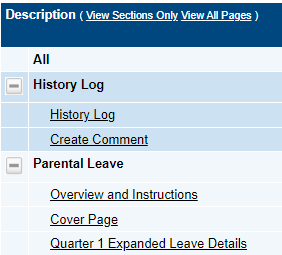 Description ( View Sections Only View All Pages )
All
History Log
History Log
Create Comment
Parental Leave
Overview and Instructions
Cover Page
Quarter 1 Expanded Leave Details